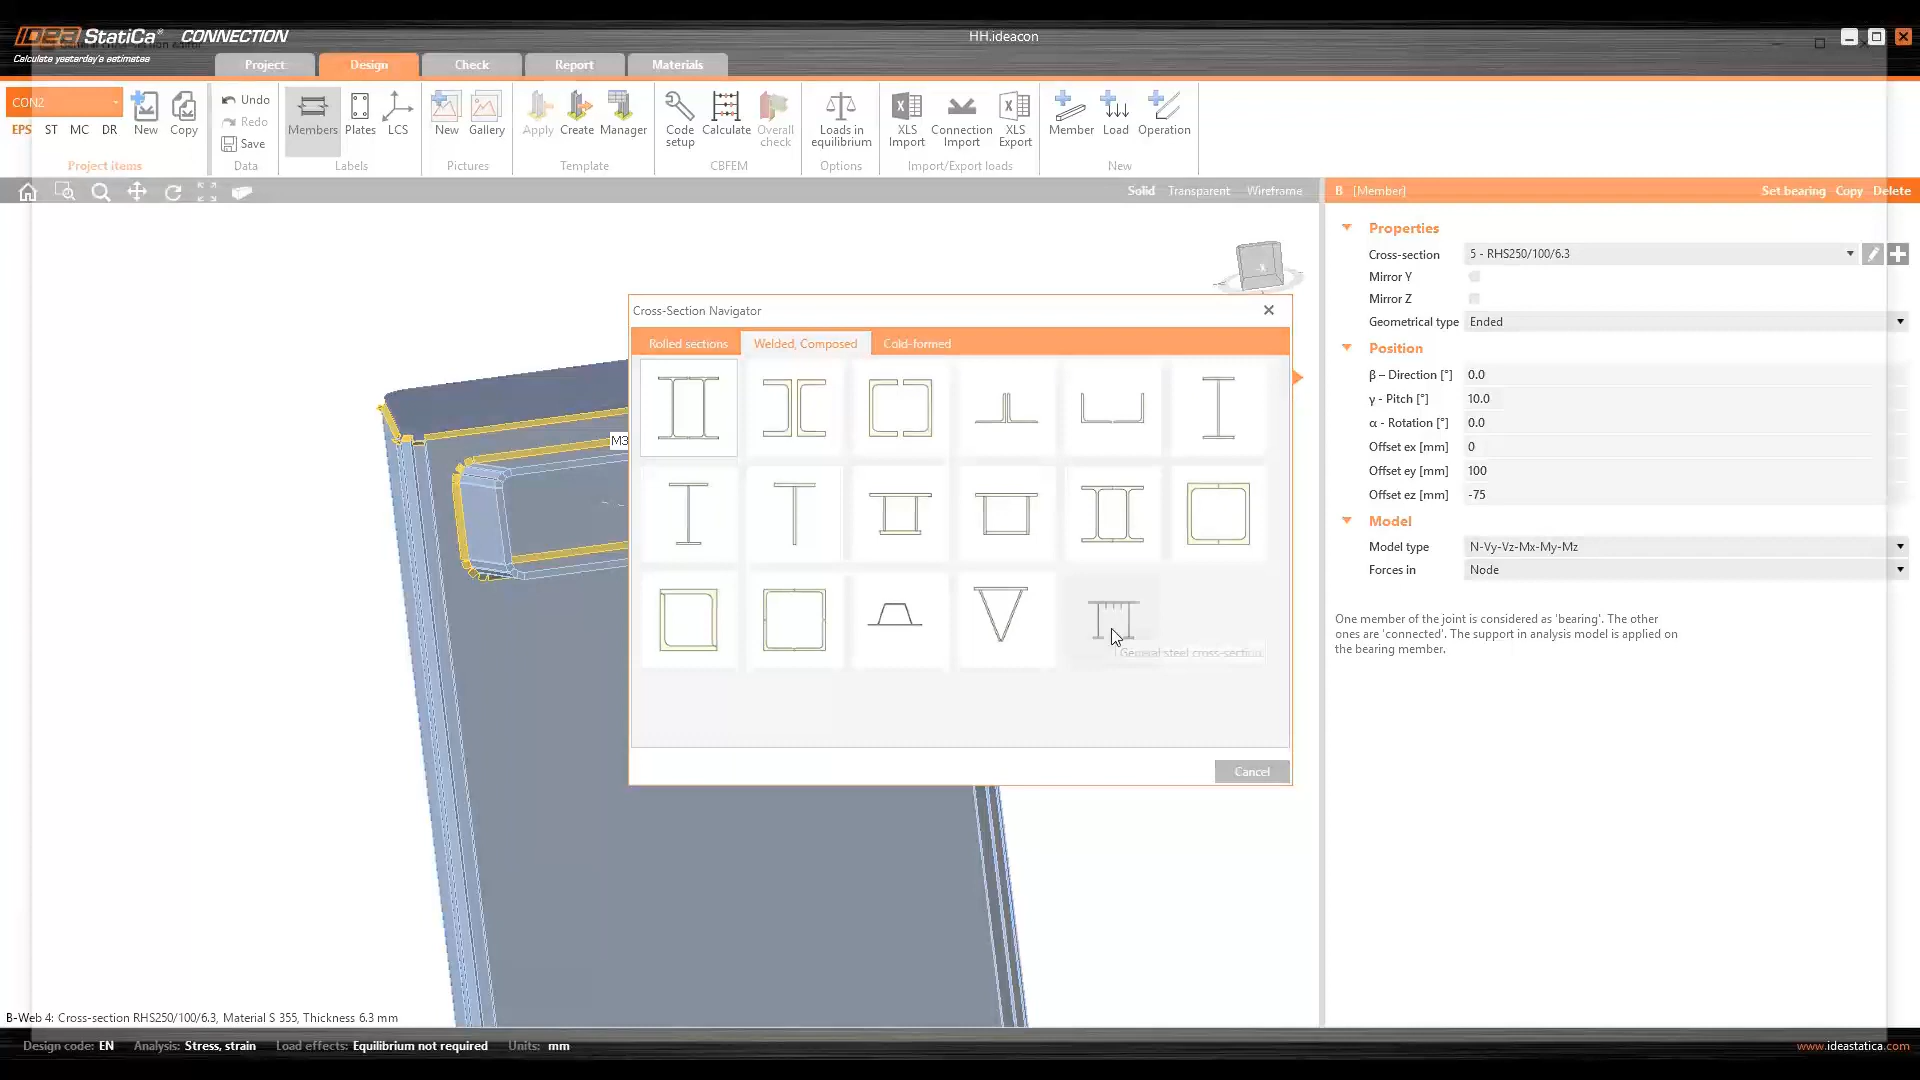 IDEA StatiCa® CONNECTION
Calculate yesterday's estimates
General cross-section editor
HH.ideacon
Project
Design
Check
Report
Materials
CON2
EPS ST MC DR
New
Copy
Undo
Redo
Save
Members
Plates
LCS
New
Gallery
Apply
Create
Manager
Code setup
Calculate
Overall check
Loads in equilibrium
XLS Import
Connection Import
XLS Export
Member
Load
Operation
Project items
Data
Labels
Pictures
Template
CBFEM
Options
Import/Export loads
New
Solid Transparent Wireframe
B [Member]
Set bearing Copy Delete
Properties
Cross-section 5 - RHS250/100/6.3
Mirror Y
Mirror Z
Geometrical type Ended
Position
β – Direction [°] 0.0
γ - Pitch [°] 10.0
α - Rotation [°] 0.0
Offset ex [mm] 0
Offset ey [mm] 100
Offset ez [mm] -75
Model
Model type N-Vy-Vz-Mx-My-Mz
Forces in Node
One member of the joint is considered as 'bearing'. The other
ones are 'connected'. The support in analysis model is applied on
the bearing member.
-X
M3
Cross-Section Navigator
Rolled sections
Welded, Composed
Cold-formed
General steel cross-section
Cancel
B-Web 4: Cross-section RHS250/100/6.3, Material S 355, Thickness 6.3 mm
Design code: EN Analysis: Stress, strain Load effects: Equilibrium not required Units: mm
www.ideastatica.com